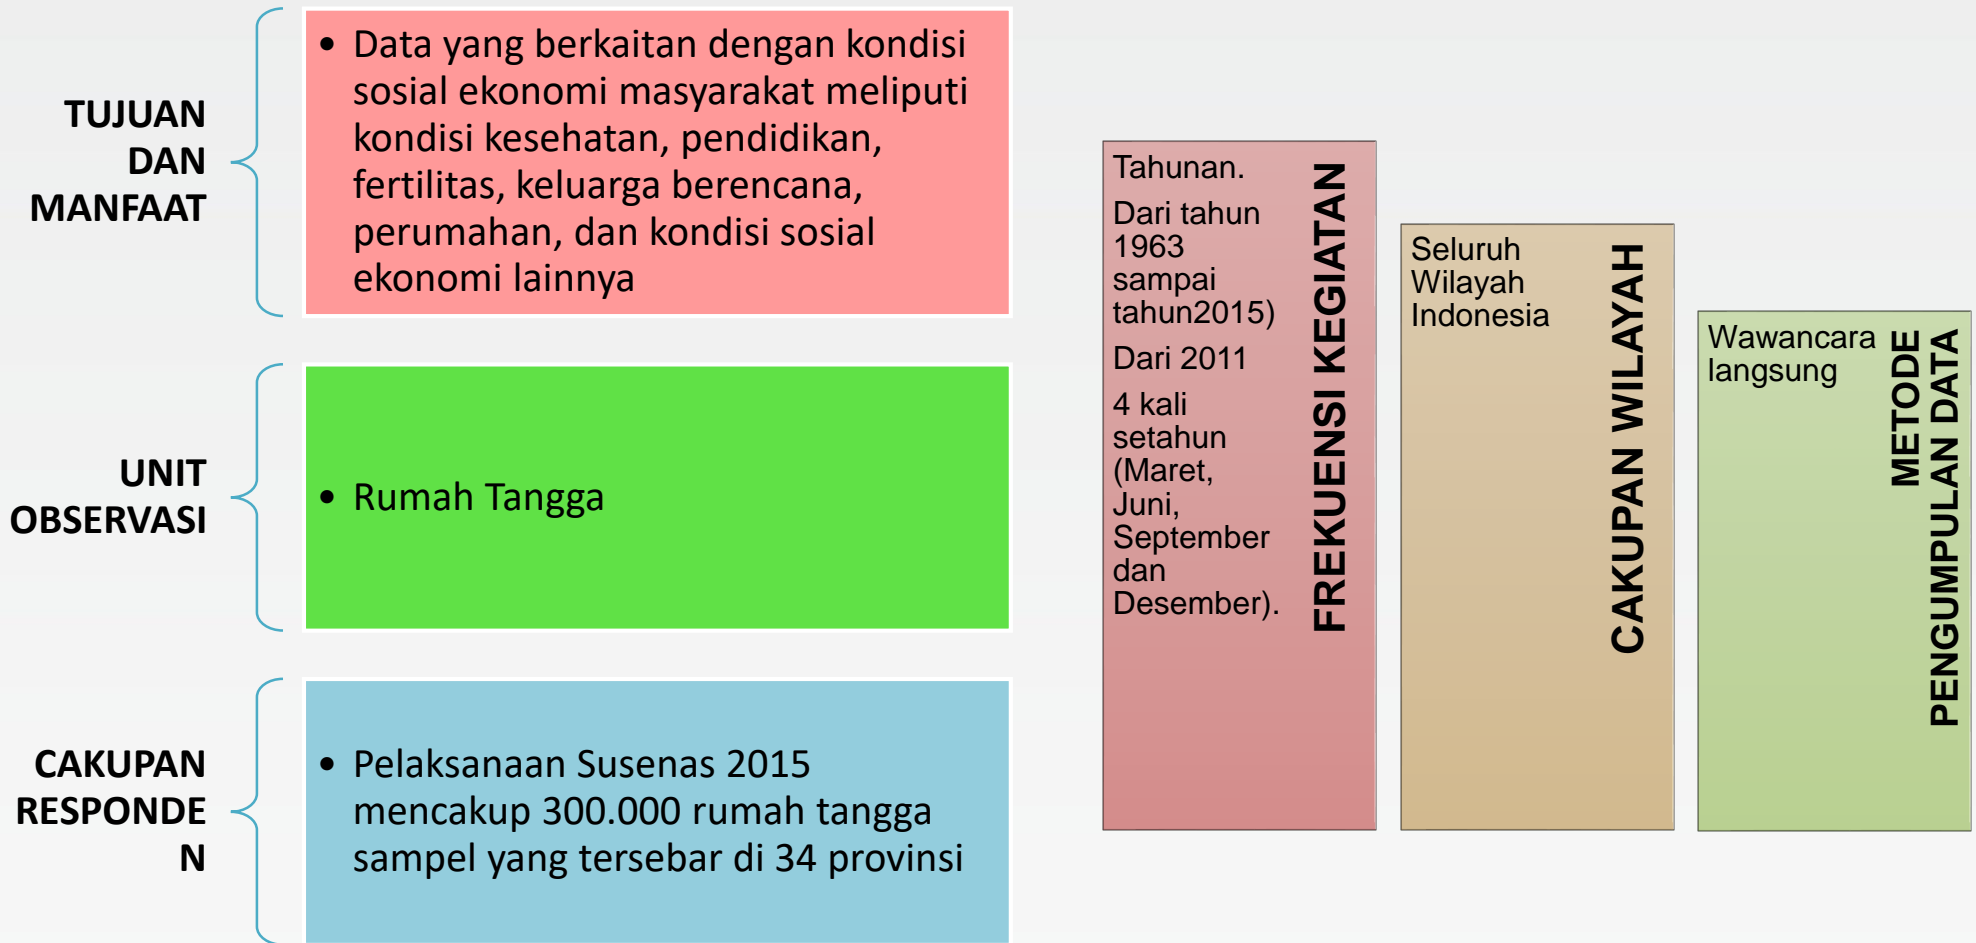 TUJUAN
DAN
MANFAAT
• Data yang berkaitan dengan kondisi
sosial ekonomi masyarakat meliputi
kondisi kesehatan, pendidikan,
fertilitas, keluarga berencana,
perumahan, dan kondisi sosial
ekonomi lainnya
UNIT
OBSERVASI
• Rumah Tangga
CAKUPAN
RESPONDE
N
• Pelaksanaan Susenas 2015
mencakup 300.000 rumah tangga
sampel yang tersebar di 34 provinsi
Tahunan.
Dari tahun
1963
sampai
tahun2015)
Dari 2011
4 kali
setahun
(Maret,
Juni,
September
dan
Desember).
FREKUENSI KEGIATAN
Seluruh
Wilayah
Indonesia
CAKUPAN WILAYAH
Wawancara
langsung
METODE
PENGUMPULAN DATA